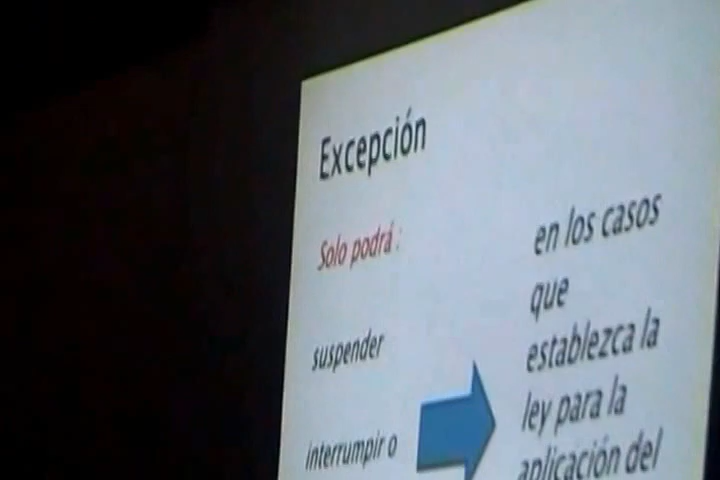 Excepción
Solo podrá :
suspender
interrumpir o
en los casos
que
establezca la
ley para la
aplicación del